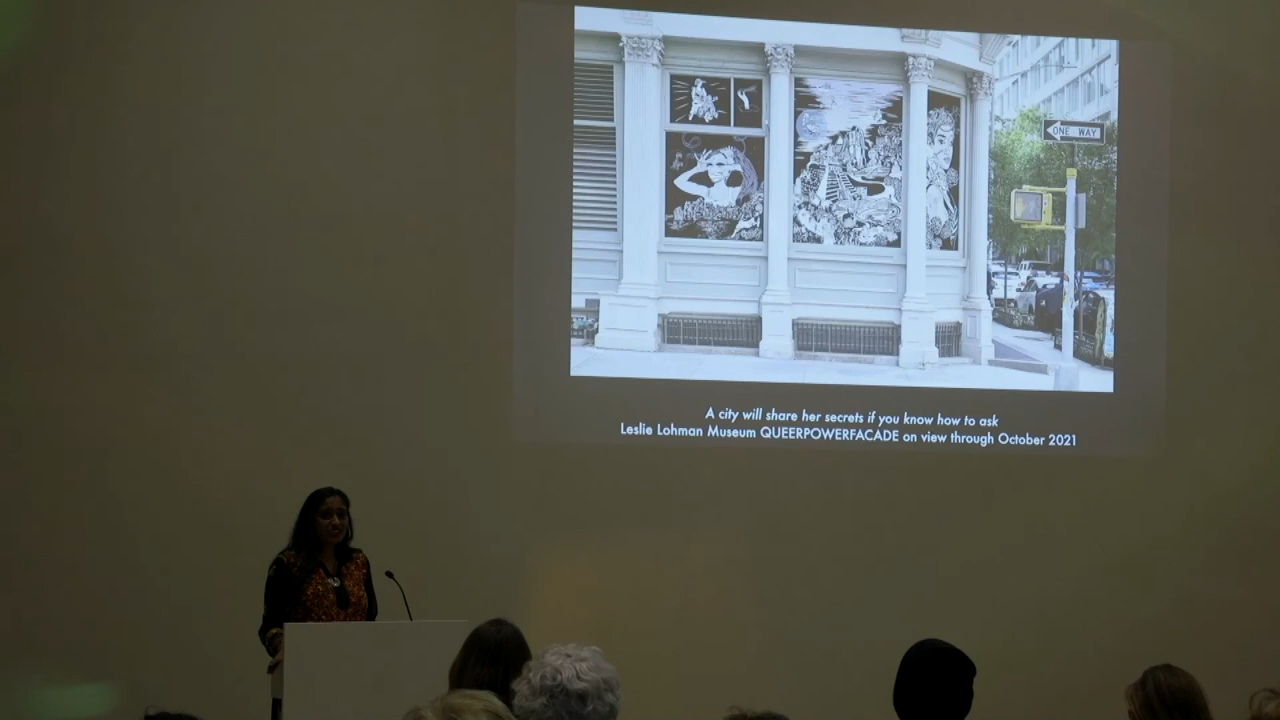 ONE WAY
A city will share her secrets if you know how to ask
Leslie Lohman Museum QUEERPOWERFACADE on view through October 2021